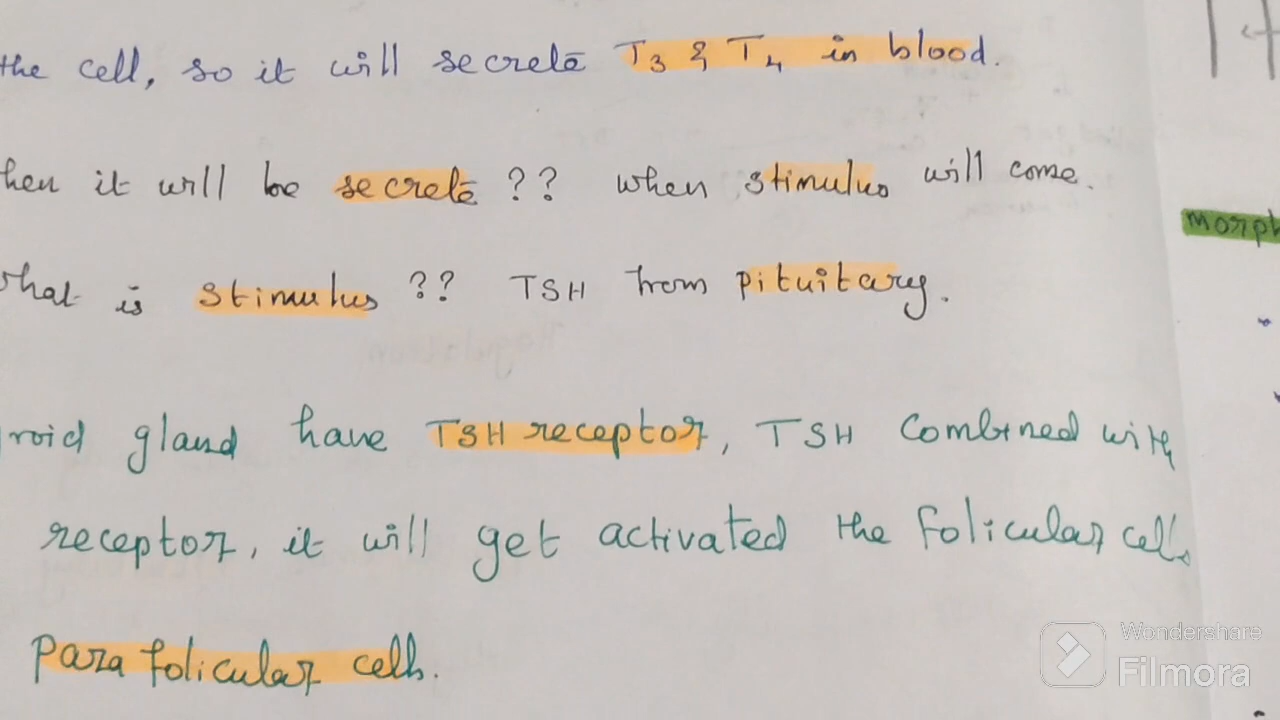 the cell, so it will secrete T3 & T4 in blood.
hen it will be secrete ?? when stimulus will come.
morph
what is stimulus ?? TSH from pituitary.
roid gland have TSH receptor, TSH Combined with
receptor, it will get activated the folicular cells
para folicular cells.
Wondershare
Filmora